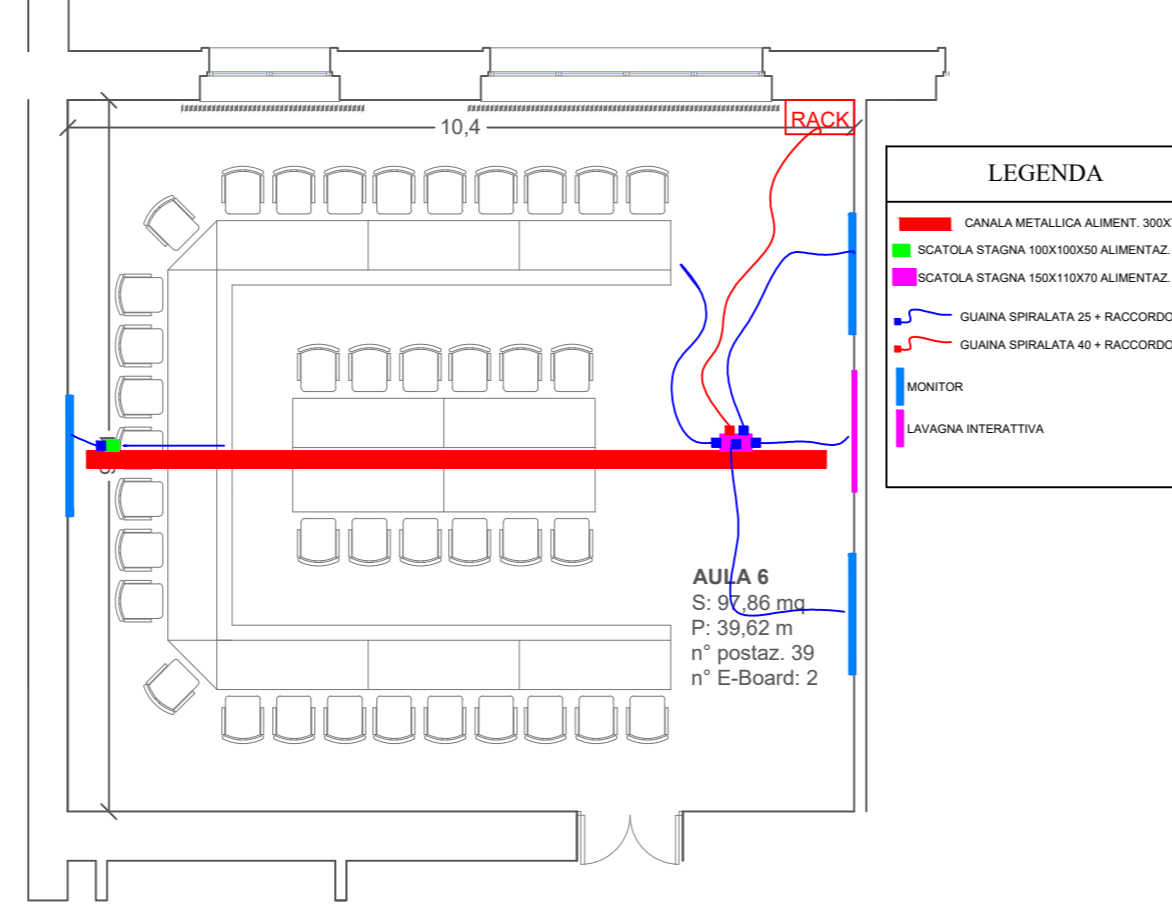 10,4
RACK
LEGENDA
CANALA METALLICA ALIMENT. 300X
SCATOLA STAGNA 100X100X50 ALIMENTAZ.
SCATOLA STAGNA 150X110X70 ALIMENTAZ.
GUAINA SPIRALATA 25 + RACCORDO
GUAINA SPIRALATA 40 + RACCORDO
MONITOR
LAVAGNA INTERATTIVA
AULA 6
S: 97,86 mq
P: 39,62 m
n° postaz. 39
n° E-Board: 2